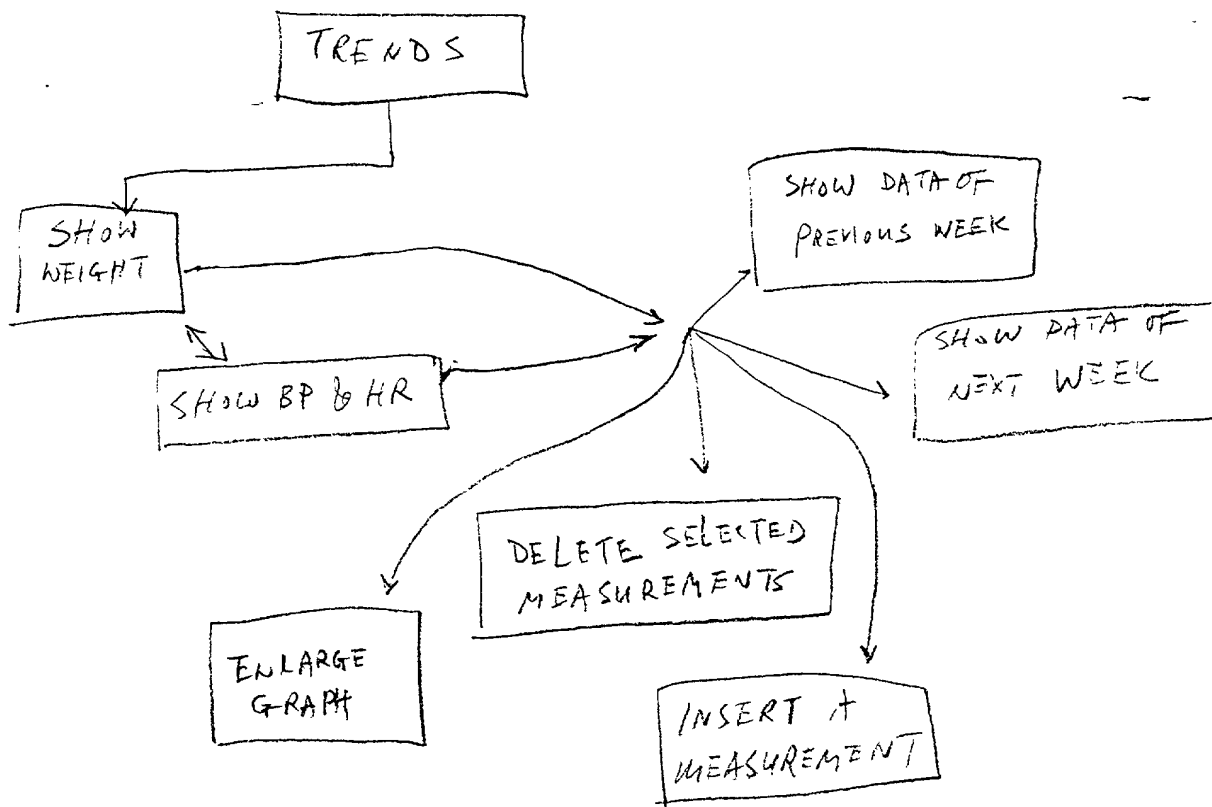 TRENDS
SHOW
WEIGHT
SHOW BP & HR
SHOW DATA OF
PREVIOUS WEEK
SHOW DATA OF
NEXT WEEK
DELETE SELECTED
MEASUREMENTS
ENLARGE
GRAPH
INSERT A
MEASUREMENT